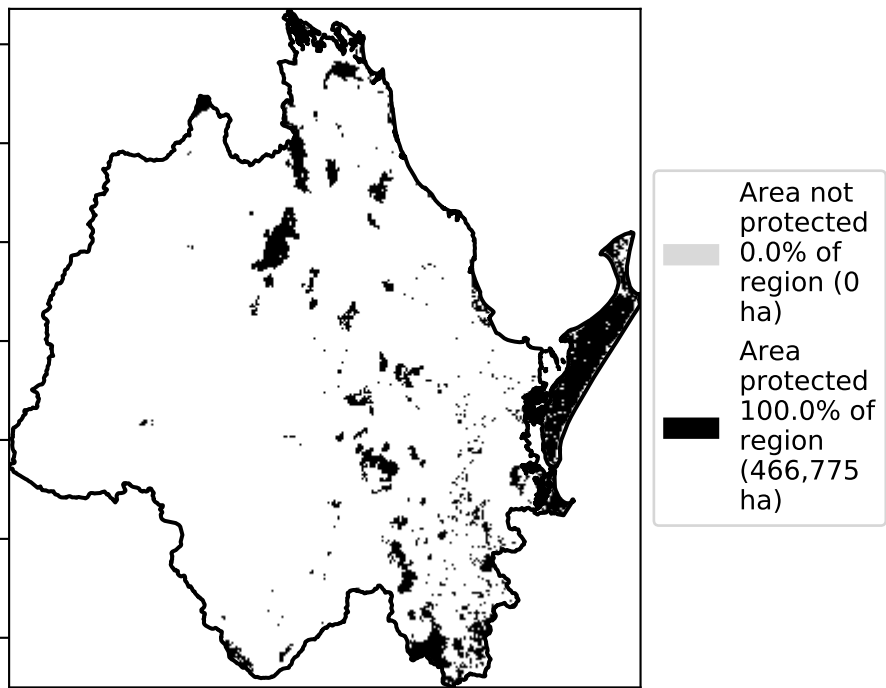 Area not
protected
0.0% of
region (0
ha)
Area
protected
100.0% of
region
(466,775
ha)